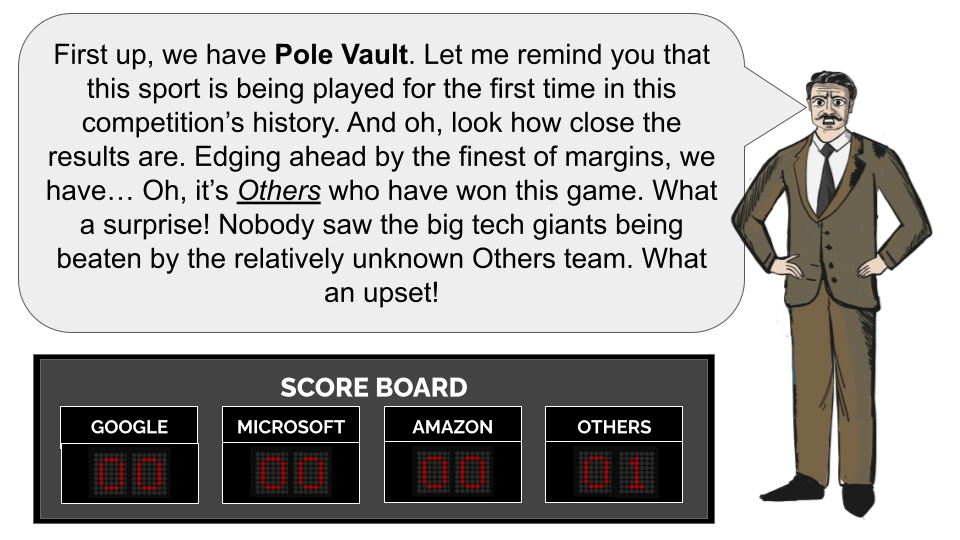 First up, we have Pole Vault. Let me remind you that
this sport is being played for the first time in this
competition’s history. And oh, look how close the
results are. Edging ahead by the finest of margins, we
have… Oh, it’s Others who have won this game. What
a surprise! Nobody saw the big tech giants being
beaten by the relatively unknown Others team. What
an upset!
SCORE BOARD
GOOGLE MICROSOFT AMAZON OTHERS
00 00 00 01